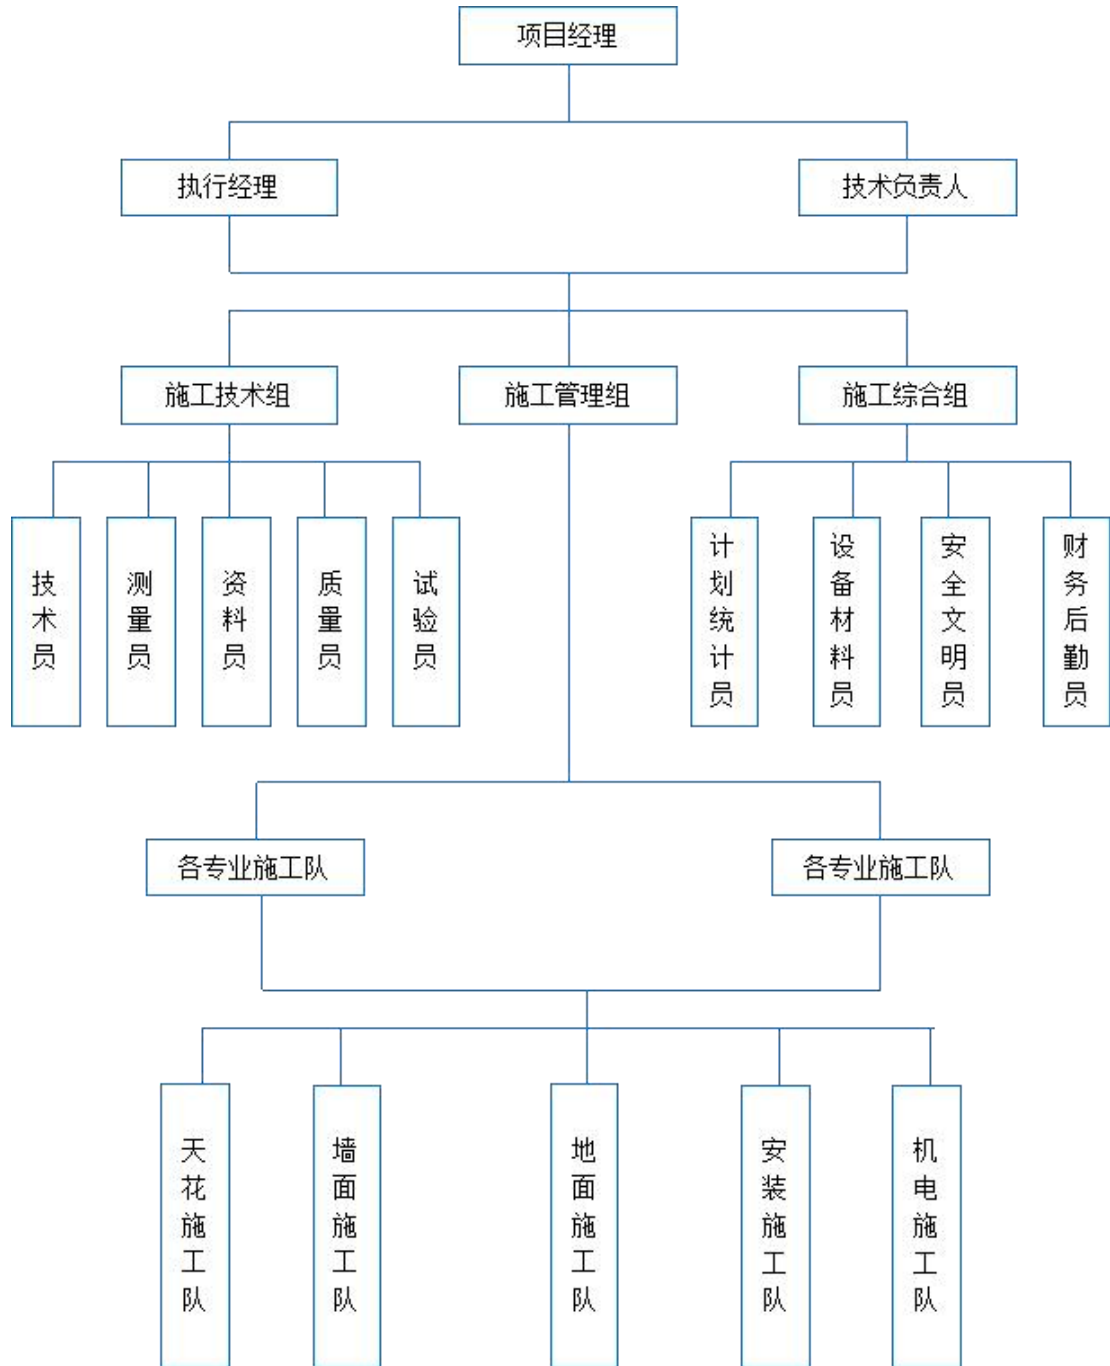 项目经理
执行经理
技术负责人
施工技术组
施工管理组
施工综合组
技术员
测量员
资料员
质量员
试验员
计划统计员
设备材料员
安全文明员
财务后勤员
各专业施工队
各专业施工队
天花施工队
墙面施工队
地面施工队
安装施工队
机电施工队